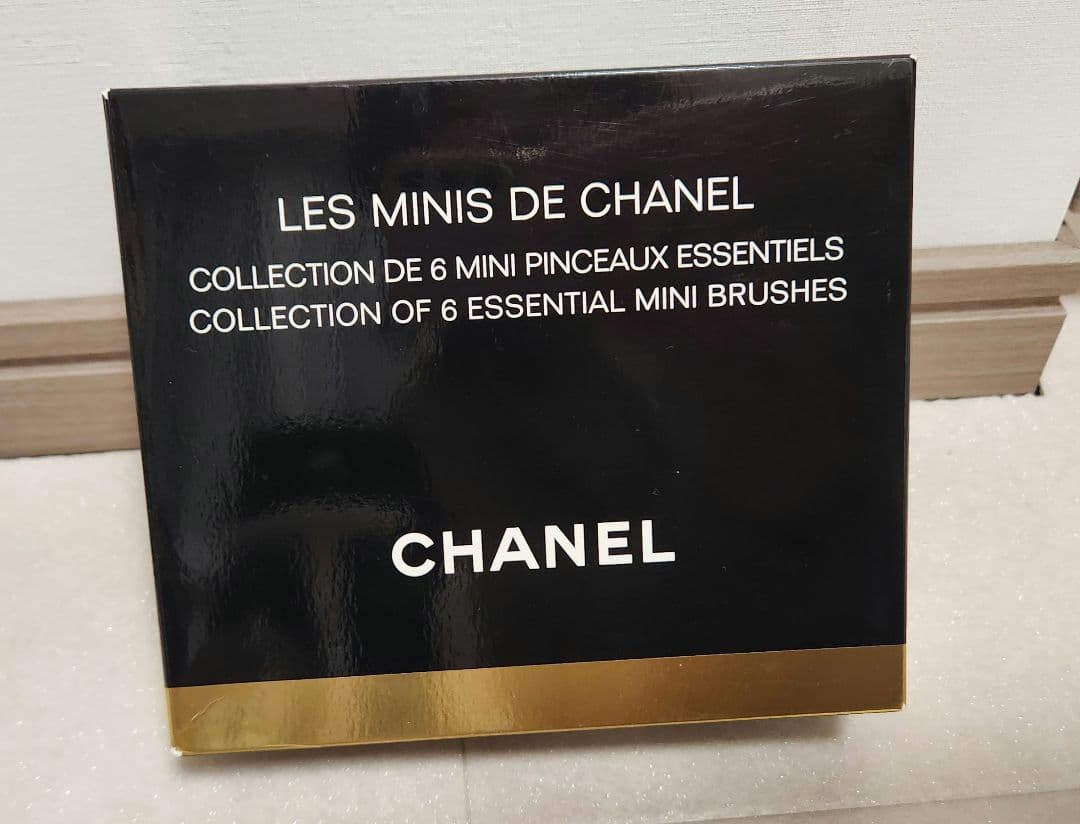 LES MINIS DE CHANEL
COLLECTION DE 6 MINI PINCEAUX ESSENTIELS
COLLECTION OF 6 ESSENTIAL MINI BRUSHES
CHANEL